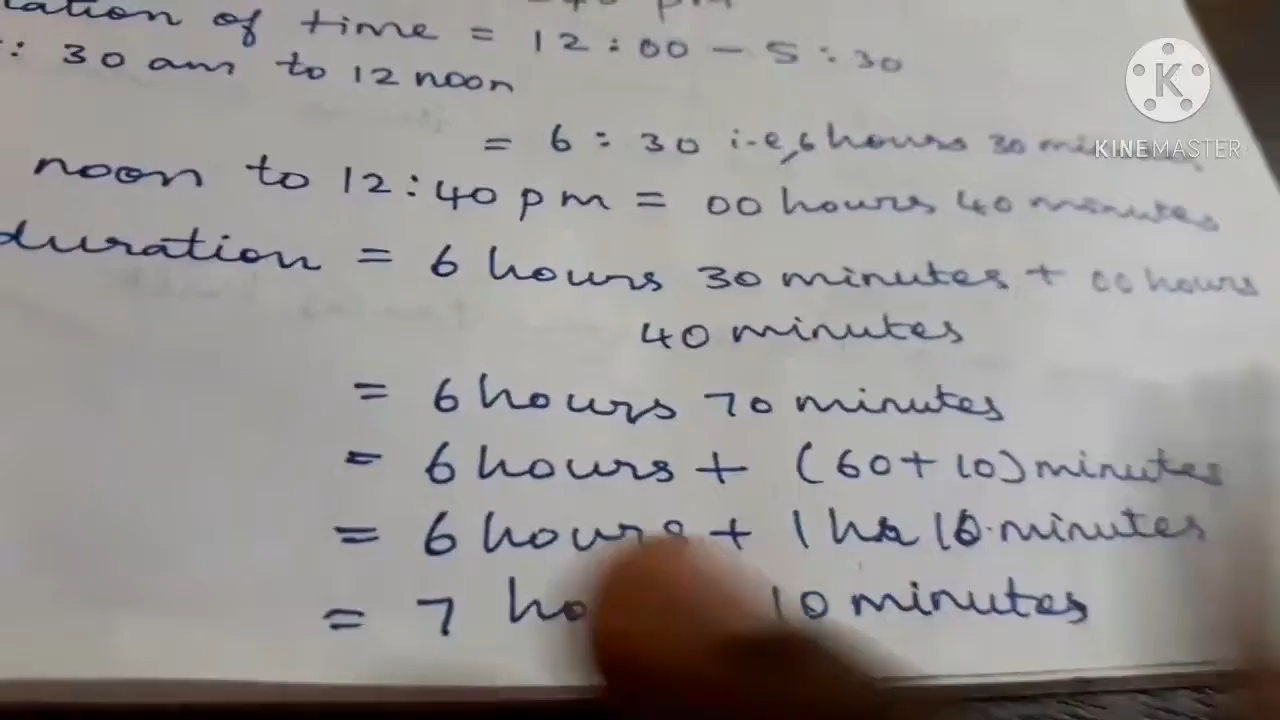 of time = 12:00 - 5:30
: 30 am to 12 noon
= 6:30 i.e, 6 hours 30
noon to 12:40 pm = 00 hours 40 minutes
duration = 6 hours 30 minutes + 00 hours
40 minutes
= 6 hours 70 minutes
= 6 hours + (60+10) minutes
= 6 hours + 1 hr 10 minutes
= 7 10 minutes
K
KINEMASTER